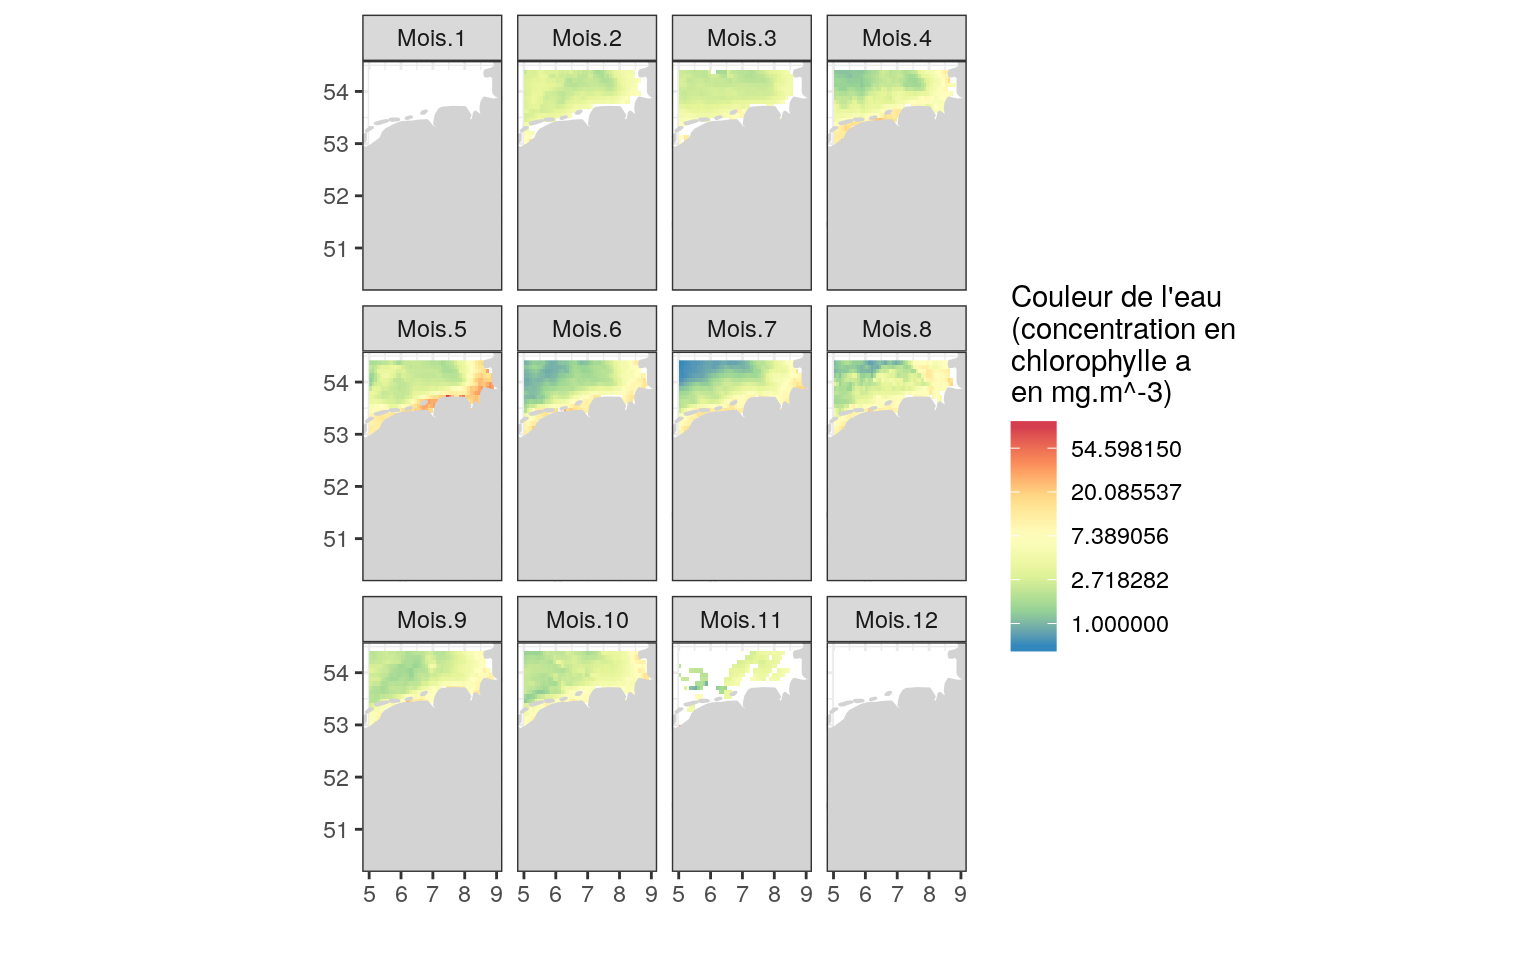 Mois.1 Mois.2 Mois.3 Mois.4
54
53
52
51
Mois.5 Mois.6 Mois.7 Mois.8
54
53
52
51
Mois.9 Mois.10 Mois.11 Mois.12
54
53
52
51
5 6 7 8 9 5 6 7 8 9 5 6 7 8 9 5 6 7 8 9
Couleur de l'eau
(concentration en
chlorophylle a
en mg.m^-3)
54.598150
20.085537
7.389056
2.718282
1.000000